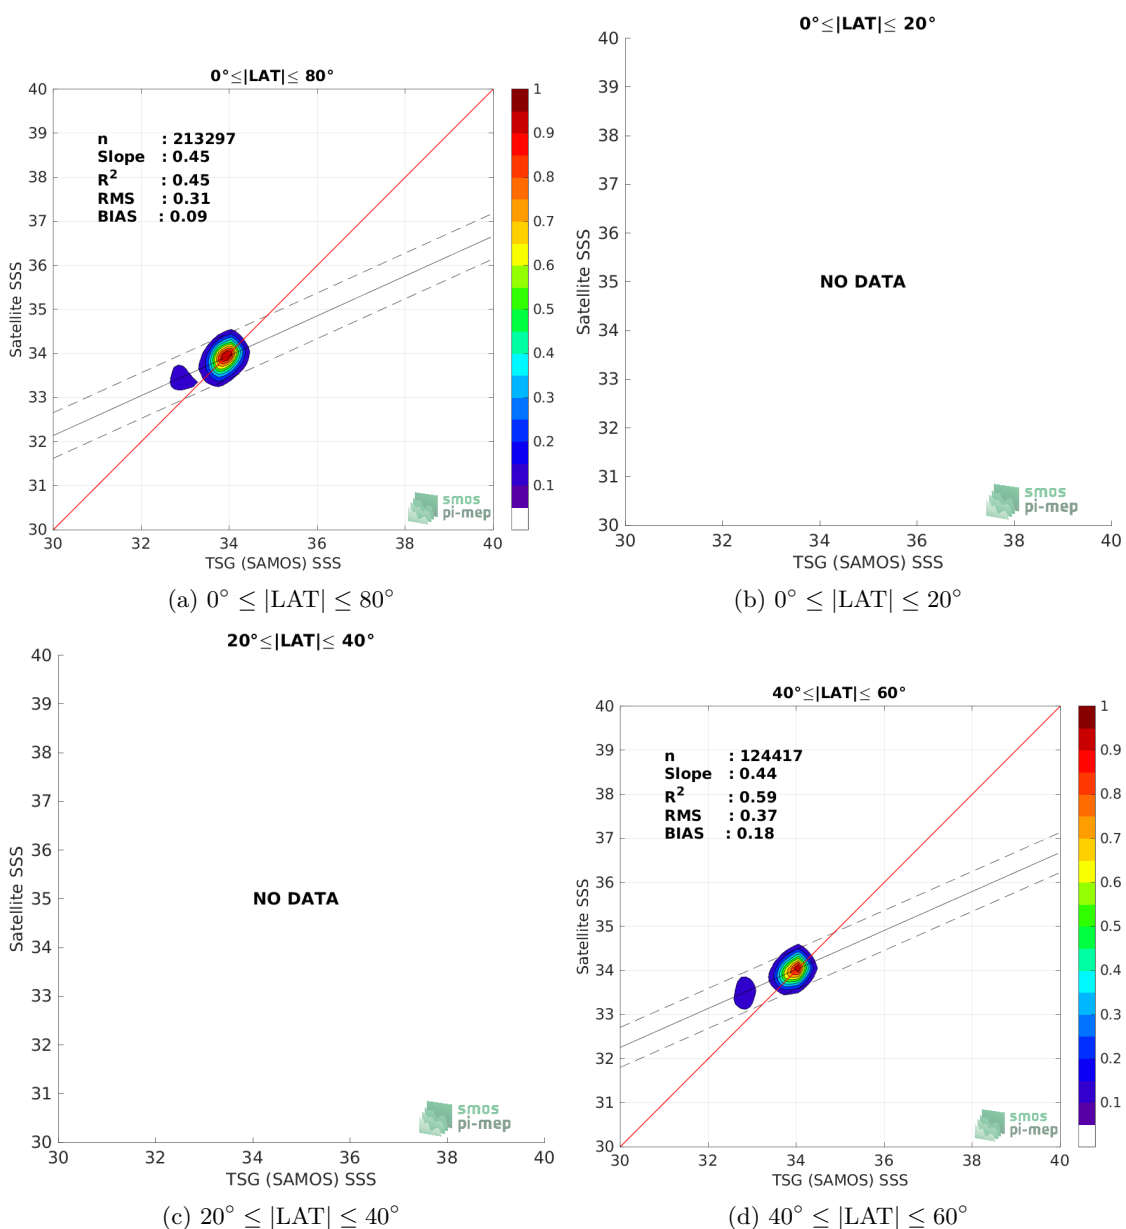 0°≤|LAT|≤ 80°
40
39
38
37
36
35
34
33
32
31
30
Satellite SSS
n : 213297
Slope : 0.45
R² : 0.45
RMS : 0.31
BIAS : 0.09
1
0.9
0.8
0.7
0.6
0.5
0.4
0.3
0.2
0.1
smos
pi-mep
30 32 34 36 38 40
TSG (SAMOS) SSS
(a) 0° ≤ |LAT| ≤ 80°
0°≤|LAT|≤ 20°
40
39
38
37
36
35
34
33
32
31
30
Satellite SSS
NO DATA
smos
pi-mep
30 32 34 36 38 40
TSG (SAMOS) SSS
(b) 0° ≤ |LAT| ≤ 20°
20°≤|LAT|≤ 40°
40
39
38
37
36
35
34
33
32
31
30
Satellite SSS
NO DATA
smos
pi-mep
30 32 34 36 38 40
TSG (SAMOS) SSS
(c) 20° ≤ |LAT| ≤ 40°
40°≤|LAT|≤ 60°
40
39
38
37
36
35
34
33
32
31
30
Satellite SSS
n : 124417
Slope : 0.44
R² : 0.59
RMS : 0.37
BIAS : 0.18
1
0.9
0.8
0.7
0.6
0.5
0.4
0.3
0.2
0.1
smos
pi-mep
30 32 34 36 38 40
TSG (SAMOS) SSS
(d) 40° ≤ |LAT| ≤ 60°